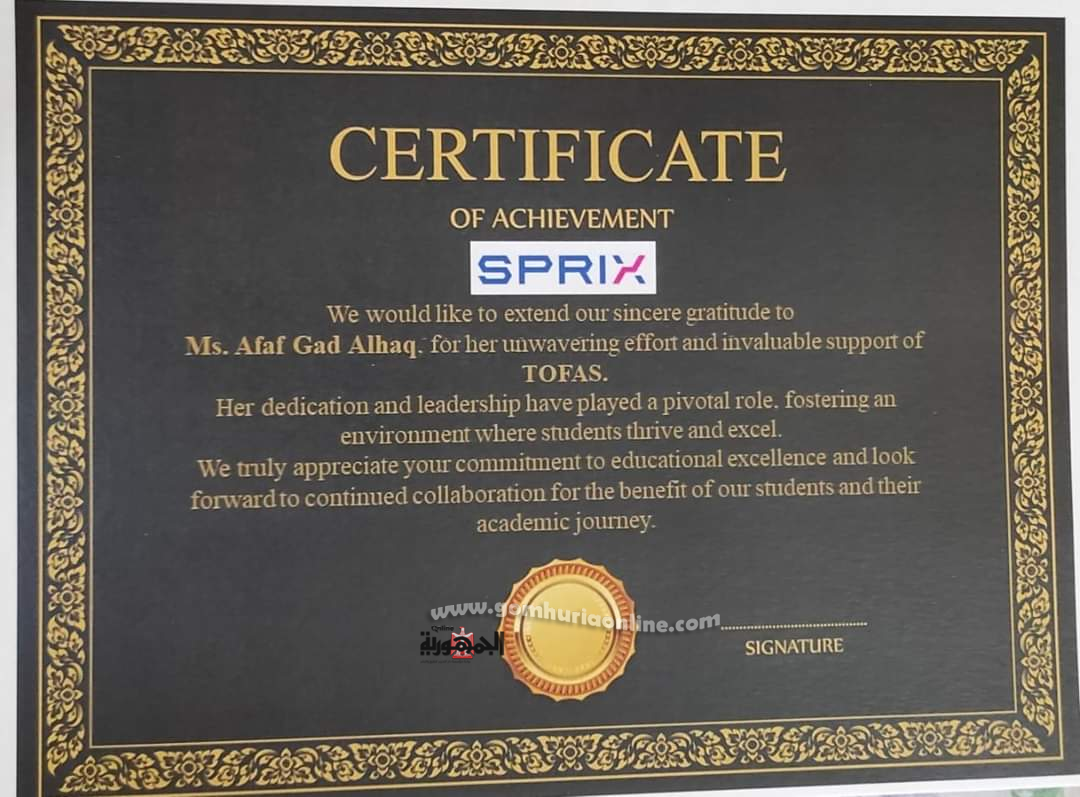 CERTIFICATE
OF ACHIEVEMENT
SPRIX
We would like to extend our sincere gratitude to
Ms. Afaf Gad Alhaq, for her unwavering effort and invaluable support of
TOFAS.
Her dedication and leadership have played a pivotal role, fostering an
environment where students thrive and excel.
We truly appreciate your commitment to educational excellence and look
forward to continued collaboration for the benefit of our students and their
academic journey.
www.gomhuriaonline.com
Online
الجمهورية
SIGNATURE